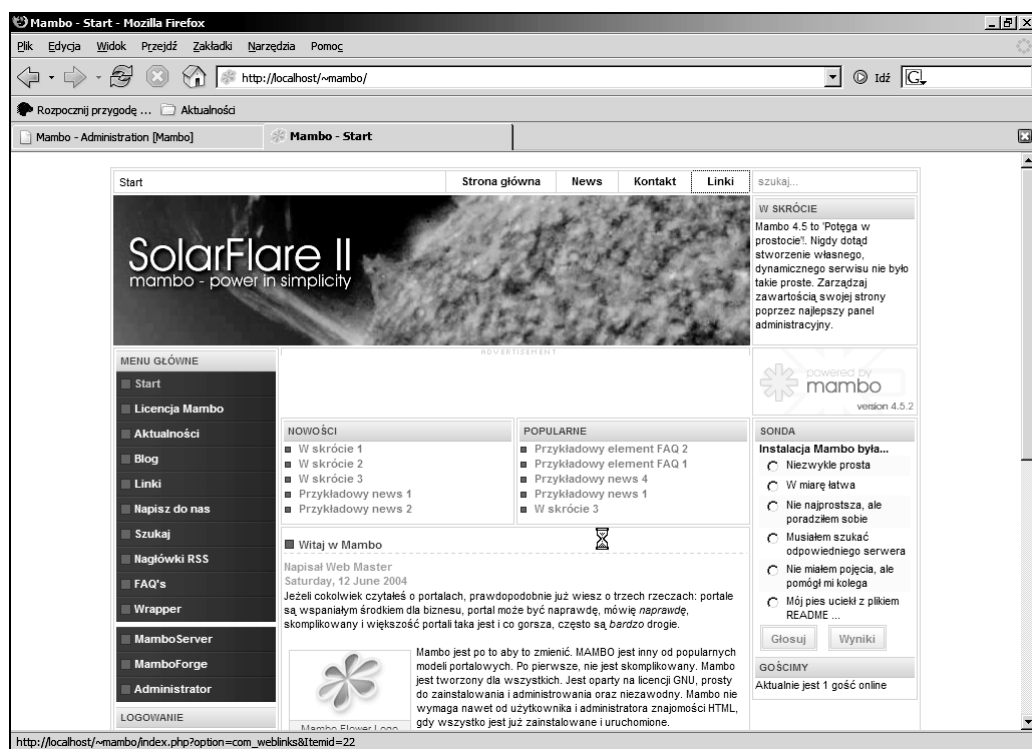 Mambo - Start - Mozilla Firefox
Plik Edycja Widok Przejdź Zakładki Narzędzia Pomoc
http://localhost/~mambo/
Idź
Rozpocznij przygodę ... Aktualności
Mambo - Administration [Mambo]
Mambo - Start
Start
Strona główna News Kontakt Linki
szukaj...
SolarFlare II
mambo - power in simplicity
W SKRÓCIE
Mambo 4.5 to 'Potęga w
prostocie'!. Nigdy dotąd
stworzenie własnego,
dynamicznego serwisu nie było
takie proste. Zarządzaj
zawartością swojej strony
poprzez najlepszy panel
administracyjny.
MENU GŁÓWNE
Start
Licencja Mambo
Aktualności
Blog
Linki
Napisz do nas
Szukaj
Nagłówki RSS
FAQ's
Wrapper
MamboServer
MamboForge
Administrator
LOGOWANIE
ADVERTISEMENT
NOWOŚCI
W skrócie 1
W skrócie 2
W skrócie 3
Przykładowy news 1
Przykładowy news 2
POPULARNE
Przykładowy element FAQ 2
Przykładowy element FAQ 1
Przykładowy news 4
Przykładowy news 1
W skrócie 3
Witaj w Mambo
Napisał Web Master
Saturday, 12 June 2004
Jeżeli cokolwiek czytałeś o portalach, prawdopodobnie już wiesz o trzech rzeczach: portale
są wspaniałym środkiem dla biznesu, portal może być naprawdę, mówię naprawdę,
skomplikowany i większość portali taka jest i co gorsza, często są bardzo drogie.
Mambo jest po to aby to zmienić. MAMBO jest inny od popularnych
modeli portalowych. Po pierwsze, nie jest skomplikowany. Mambo
jest tworzony dla wszystkich. Jest oparty na licencji GNU, prosty
do zainstalowania i administrowania oraz niezawodny. Mambo nie
wymaga nawet od użytkownika i administratora znajomości HTML,
gdy wszystko jest już zainstalowane i uruchomione.
Mambo Flower Logo
powered by
mambo
version 4.5.2
SONDA
Instalacja Mambo była...
Niezwykle prosta
W miarę łatwa
Nie najprostsza, ale
poradziłem sobie
Musiałem szukać
odpowiedniego serwera
Nie miałem pojęcia, ale
pomógł mi kolega
Mój pies uciekł z plikiem
README ...
Głosuj Wyniki
GOŚCIMY
Aktualnie jest 1 gość online
http://localhost/~mambo/index.php?option=com_weblinks&Itemid=22